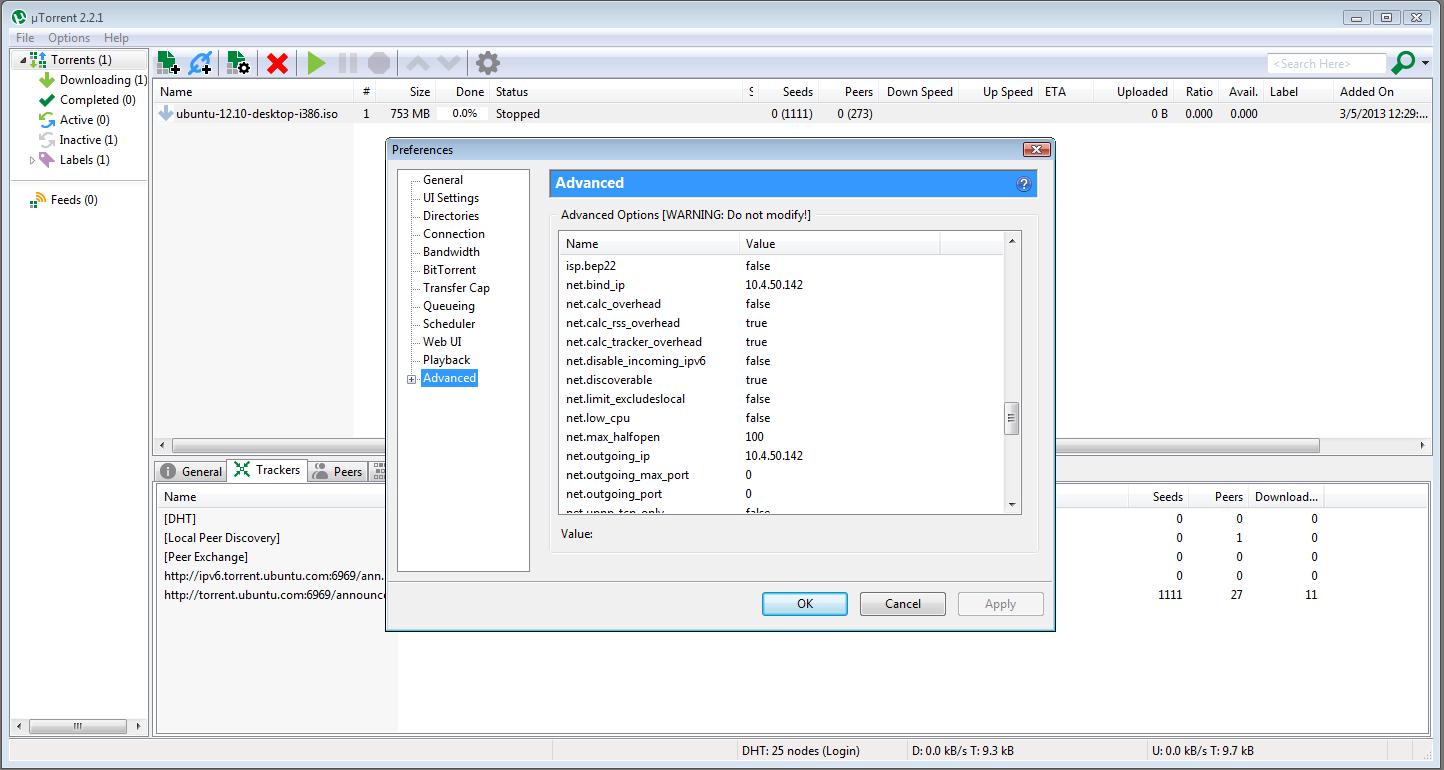 µTorrent 2.2.1
File Options Help
Torrents (1)
Downloading (1)
Completed (0)
Active (0)
Inactive (1)
Labels (1)
Feeds (0)
<Search Here>
Name # Size Done Status S Seeds Peers Down Speed Up Speed ETA Uploaded Ratio Avail. Label Added On
ubuntu-12.10-desktop-i386.iso 1 753 MB 0.0% Stopped 0 (1111) 0 (273) 0 B 0.000 0.000 3/5/2013 12:29:...
Preferences
General
UI Settings
Directories
Connection
Bandwidth
BitTorrent
Transfer Cap
Queueing
Scheduler
Web UI
Playback
Advanced
Advanced
Advanced Options [WARNING: Do not modify!]
Name Value
isp.bep22 false
net.bind_ip 10.4.50.142
net.calc_overhead false
net.calc_rss_overhead true
net.calc_tracker_overhead true
net.disable_incoming_ipv6 false
net.discoverable true
net.limit_excludeslocal false
net.low_cpu false
net.max_halfopen 100
net.outgoing_ip 10.4.50.142
net.outgoing_max_port 0
net.outgoing_port 0
net.upnp_tcp_only false
Value:
OK Cancel Apply
General Trackers Peers
Name Seeds Peers Download...
[DHT] 0 0 0
[Local Peer Discovery] 0 1 0
[Peer Exchange] 0 0 0
http://ipv6.torrent.ubuntu.com:6969/ann. 0 0 0
http://torrent.ubuntu.com:6969/announce 1111 27 11
DHT: 25 nodes (Login) D: 0.0 kB/s T: 9.3 kB U: 0.0 kB/s T: 9.7 kB